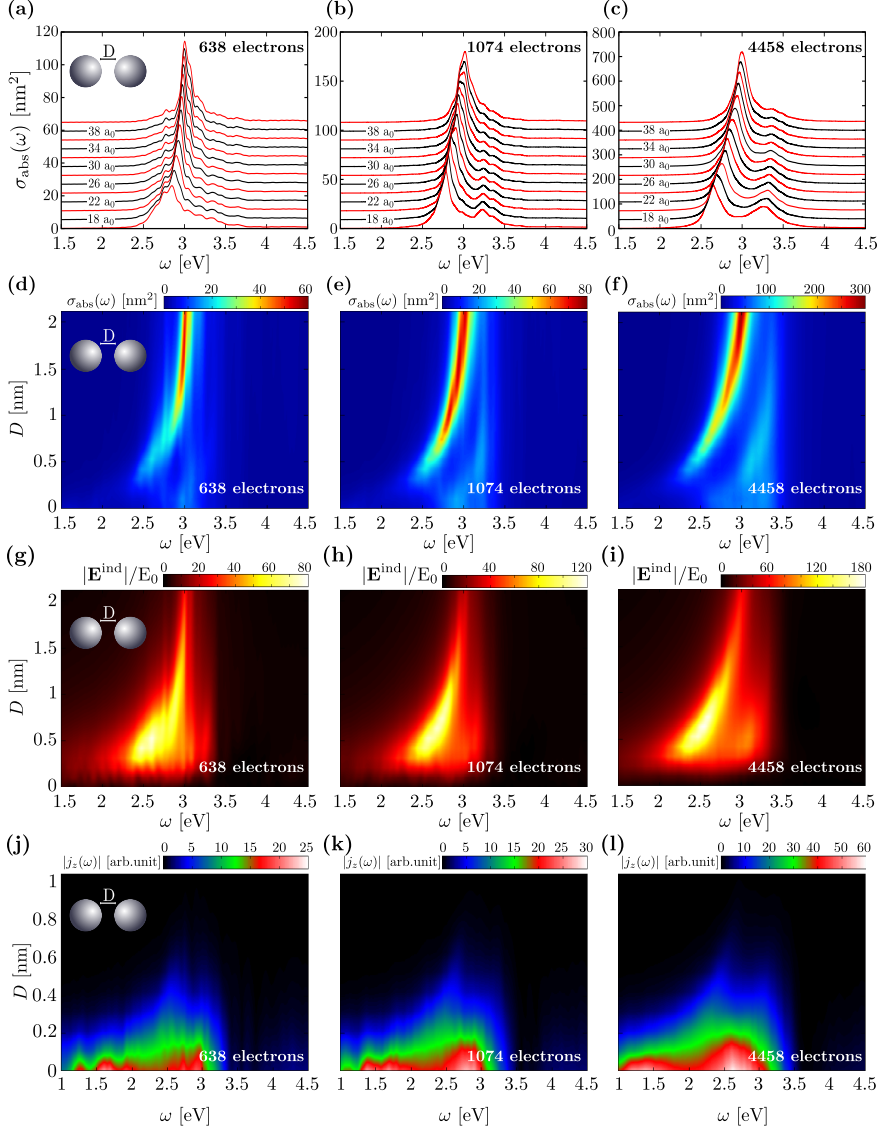 (a) (b) (c)
σabs(ω) [nm²]
120
100
80
60
40
20
0
D
638 electrons
38 a₀
34 a₀
30 a₀
26 a₀
22 a₀
18 a₀
1.5 2 2.5 3 3.5 4 4.5
ω [eV]
200
150
100
50
0
1074 electrons
38 a₀
34 a₀
30 a₀
26 a₀
22 a₀
18 a₀
1.5 2 2.5 3 3.5 4 4.5
ω [eV]
800
700
600
500
400
300
200
100
0
4458 electrons
38 a₀
34 a₀
30 a₀
26 a₀
22 a₀
18 a₀
1.5 2 2.5 3 3.5 4 4.5
ω [eV]
(d) (e) (f)
σabs(ω) [nm²] 0 20 40 60
D [nm]
2
1.5
1
0.5
0
D
638 electrons
1.5 2 2.5 3 3.5 4 4.5
ω [eV]
σabs(ω) [nm²] 0 20 40 60 80
1074 electrons
1.5 2 2.5 3 3.5 4 4.5
ω [eV]
σabs(ω) [nm²] 0 100 200 300
4458 electrons
1.5 2 2.5 3 3.5 4 4.5
ω [eV]
(g) (h) (i)
|E^ind|/E₀ 0 20 40 60 80
D [nm]
2
1.5
1
0.5
0
D
638 electrons
1.5 2 2.5 3 3.5 4 4.5
ω [eV]
|E^ind|/E₀ 0 40 80 120
1074 electrons
1.5 2 2.5 3 3.5 4 4.5
ω [eV]
|E^ind|/E₀ 0 60 120 180
4458 electrons
1.5 2 2.5 3 3.5 4 4.5
ω [eV]
(j) (k) (l)
|j_z(ω)| [arb.unit] 0 5 10 15 20 25
D [nm]
1
0.8
0.6
0.4
0.2
0
D
638 electrons
1 1.5 2 2.5 3 3.5 4 4.5
ω [eV]
|j_z(ω)| [arb.unit] 0 5 10 15 20 25 30
1074 electrons
1 1.5 2 2.5 3 3.5 4 4.5
ω [eV]
|j_z(ω)| [arb.unit] 0 10 20 30 40 50 60
4458 electrons
1 1.5 2 2.5 3 3.5 4 4.5
ω [eV]